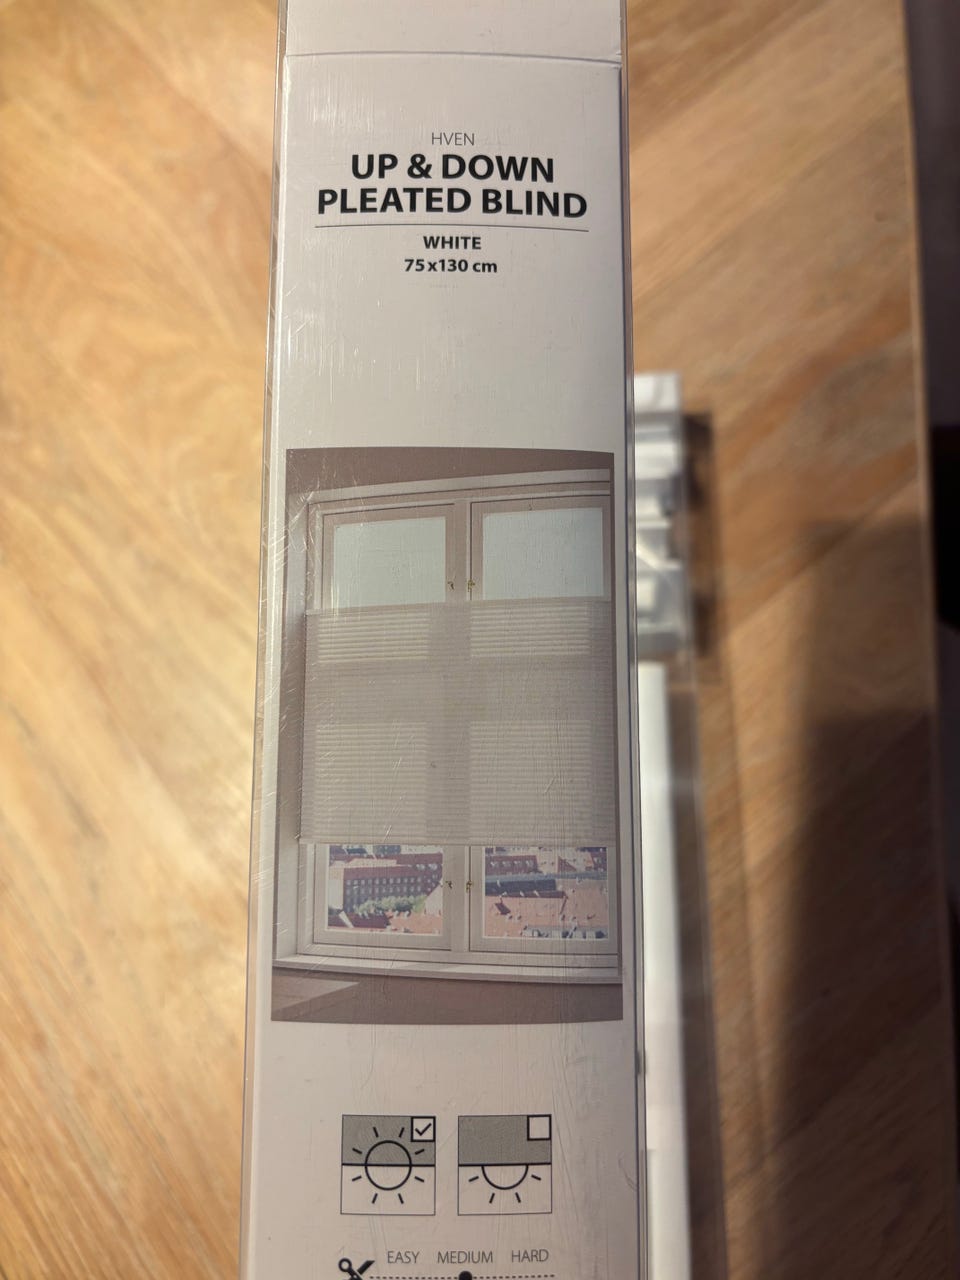 HVEN
UP & DOWN
PLEATED BLIND
WHITE
75x130 cm
EASY MEDIUM HARD